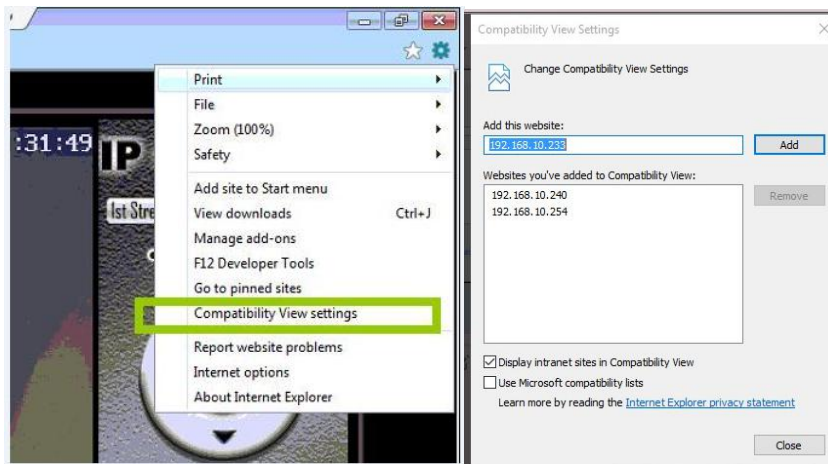 :31:49
IP
1st Stre
Print
File
Zoom (100%)
Safety
Add site to Start menu
View downloads Ctrl+J
Manage add-ons
F12 Developer Tools
Go to pinned sites
Compatibility View settings
Report website problems
Internet options
About Internet Explorer
Compatibility View Settings
Change Compatibility View Settings
Add this website:
192.168.10.233 Add
Websites you've added to Compatibility View:
192.168.10.240 Remove
192.168.10.254
Display intranet sites in Compatibility View
Use Microsoft compatibility lists
Learn more by reading the Internet Explorer privacy statement
Close